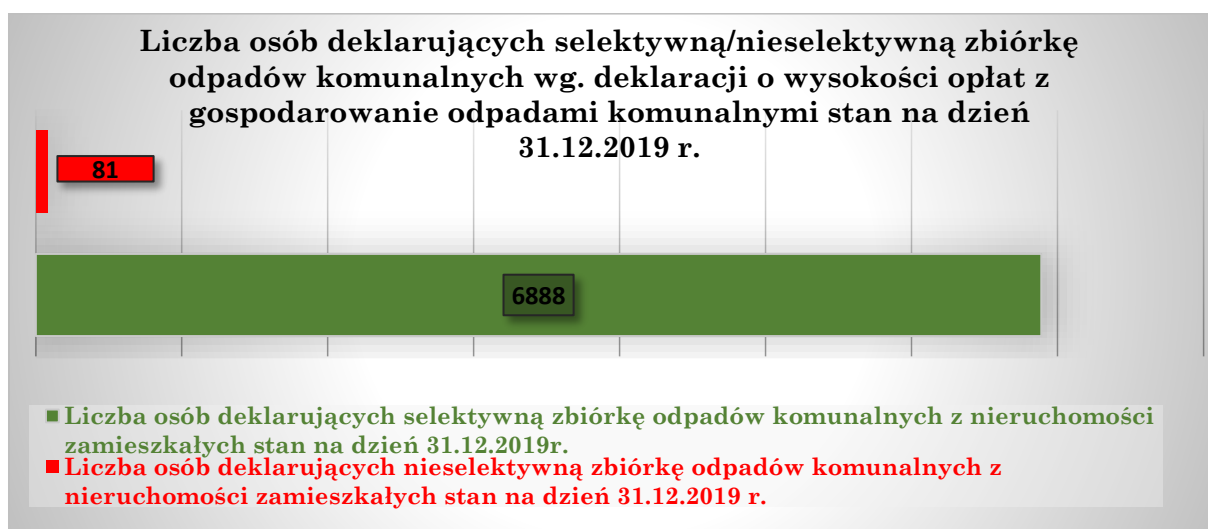 Liczba osób deklarujących selektywną/nieselektywną zbiórkę
odpadów komunalnych wg. deklaracji o wysokości opłat z
gospodarowanie odpadami komunalnymi stan na dzień
31.12.2019 r.
81
6888
Liczba osób deklarujących selektywną zbiórkę odpadów komunalnych z nieruchomości
zamieszkałych stan na dzień 31.12.2019r.
Liczba osób deklarujących nieselektywną zbiórkę odpadów komunalnych z
nieruchomości zamieszkałych stan na dzień 31.12.2019 r.